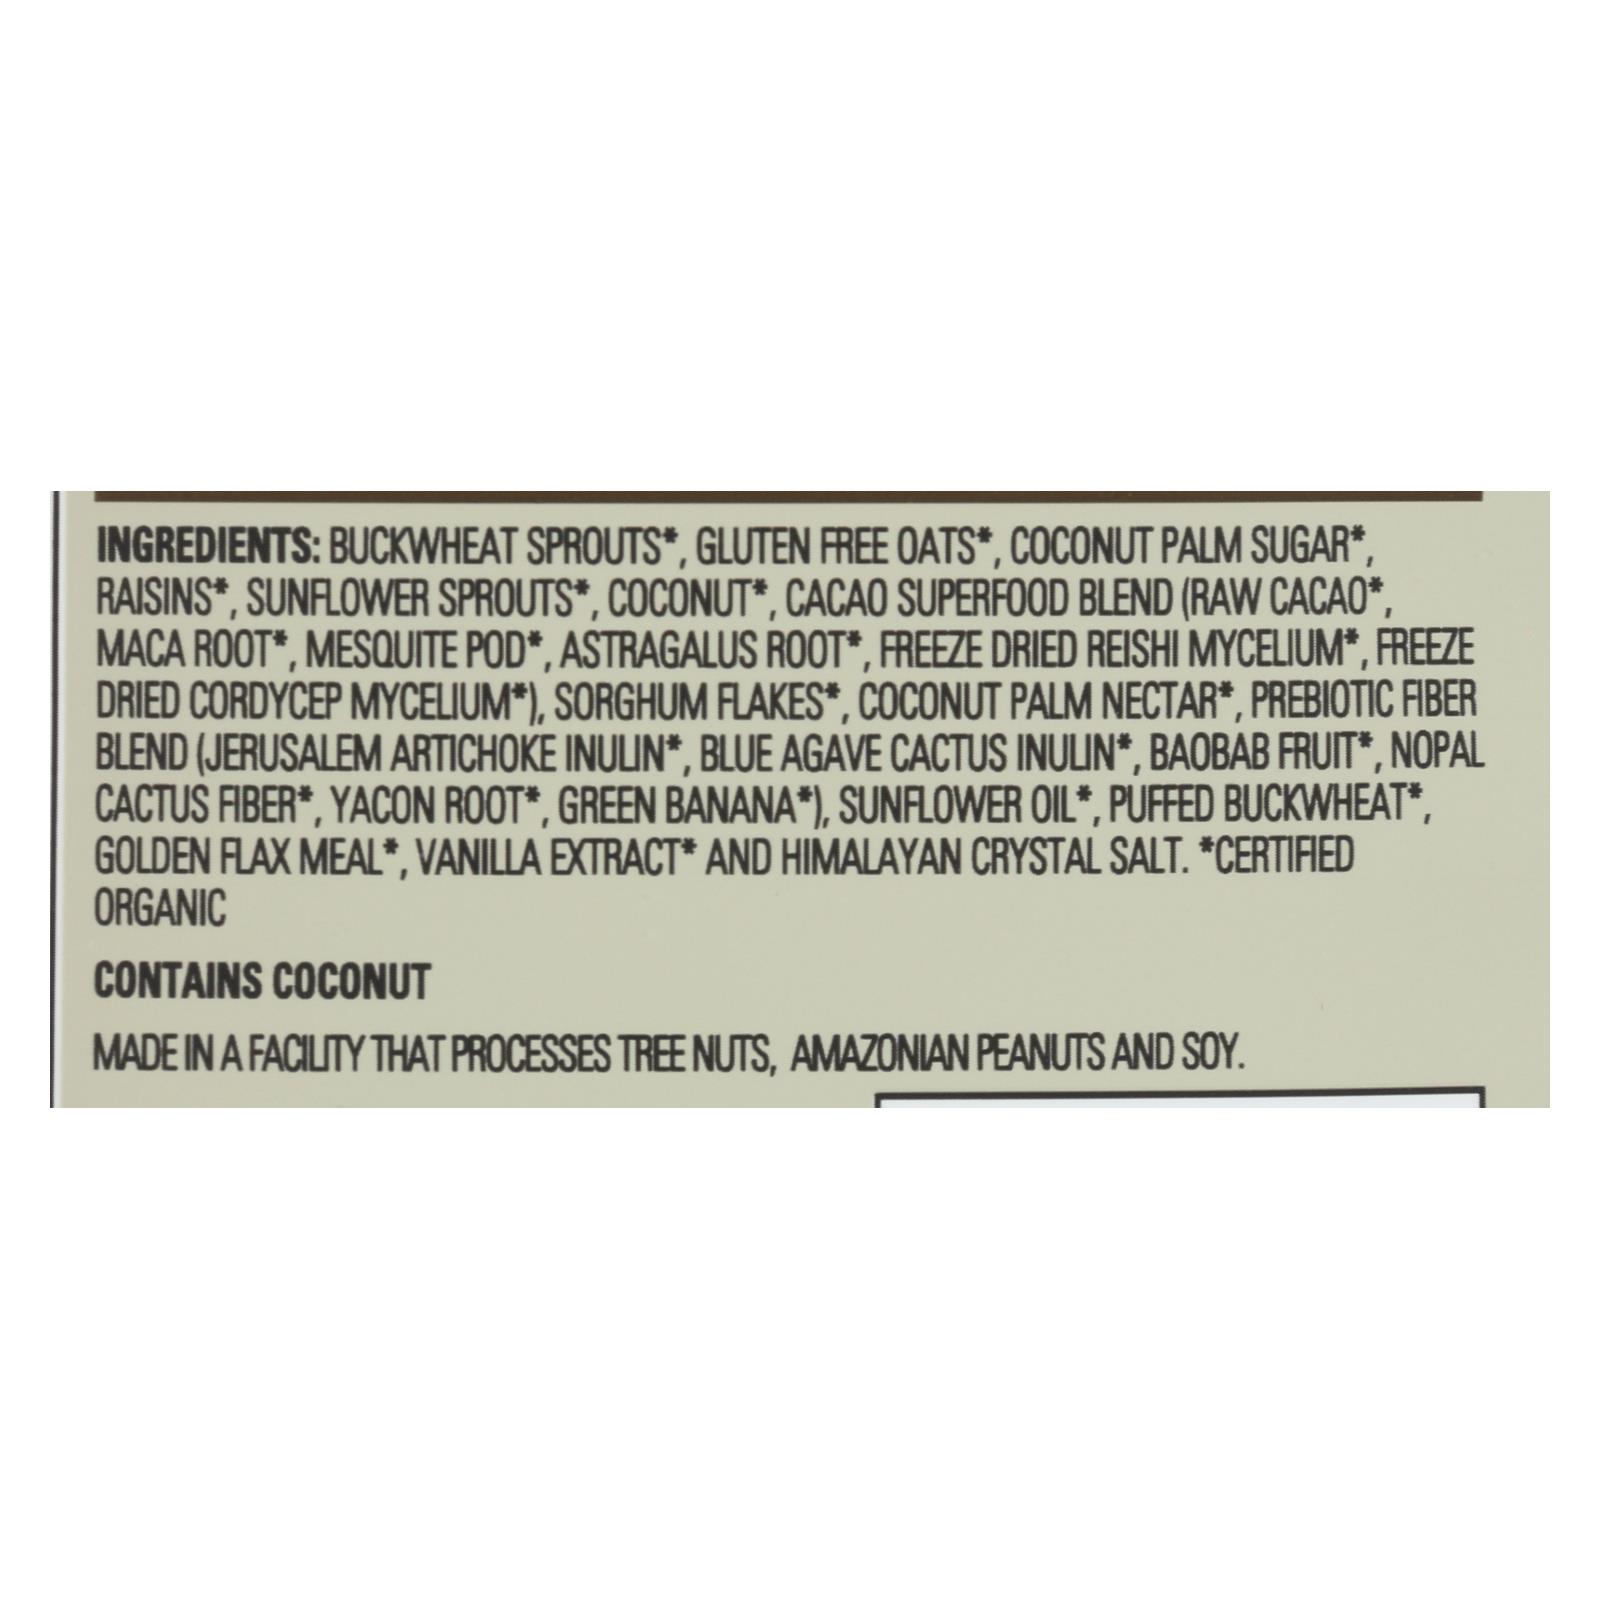 INGREDIENTS: BUCKWHEAT SPROUTS*, GLUTEN FREE OATS*, COCONUT PALM SUGAR*,
RAISINS*, SUNFLOWER SPROUTS*, COCONUT*, CACAO SUPERFOOD BLEND (RAW CACAO*,
MACA ROOT*, MESQUITE POD*, ASTRAGALUS ROOT*, FREEZE DRIED REISHI MYCELIUM*, FREEZE
DRIED CORDYCEP MYCELIUM*), SORGHUM FLAKES*, COCONUT PALM NECTAR*, PREBIOTIC FIBER
BLEND (JERUSALEM ARTICHOKE INULIN*, BLUE AGAVE CACTUS INULIN*, BAOBAB FRUIT*, NOPAL
CACTUS FIBER*, YACON ROOT*, GREEN BANANA*), SUNFLOWER OIL*, PUFFED BUCKWHEAT*,
GOLDEN FLAX MEAL*, VANILLA EXTRACT* AND HIMALAYAN CRYSTAL SALT. *CERTIFIED
ORGANIC
CONTAINS COCONUT
MADE IN A FACILITY THAT PROCESSES TREE NUTS, AMAZONIAN PEANUTS AND SOY.